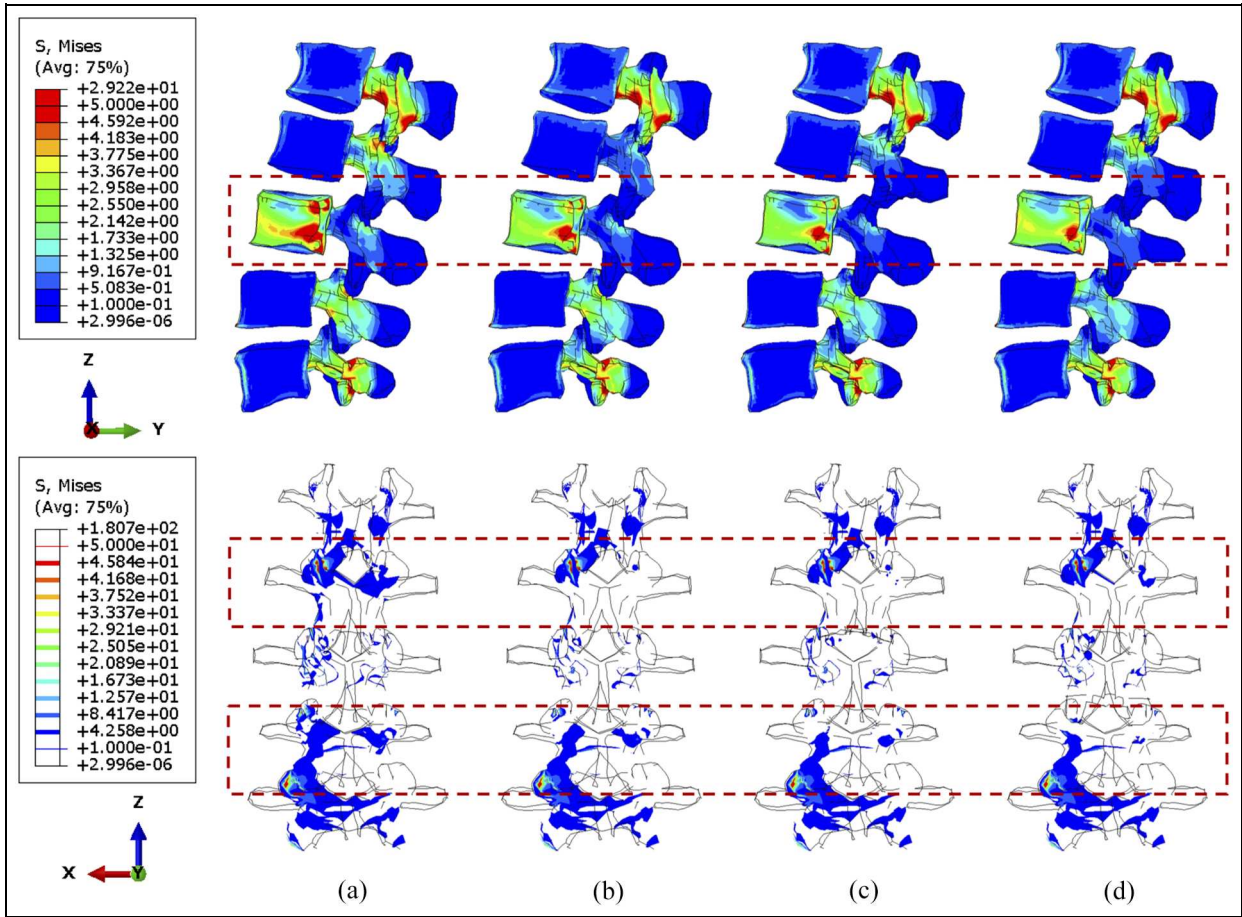 S, Mises
(Avg: 75%)
+2.922e+01
+5.000e+00
+4.592e+00
+4.183e+00
+3.775e+00
+3.367e+00
+2.958e+00
+2.550e+00
+2.142e+00
+1.733e+00
+1.325e+00
+9.167e-01
+5.083e-01
+1.000e-01
+2.996e-06
Z
X Y
S, Mises
(Avg: 75%)
+1.807e+02
+5.000e+01
+4.584e+01
+4.168e+01
+3.752e+01
+3.337e+01
+2.921e+01
+2.505e+01
+2.089e+01
+1.673e+01
+1.257e+01
+8.417e+00
+4.258e+00
+1.000e-01
+2.996e-06
Z
X Y
(a) (b) (c) (d)